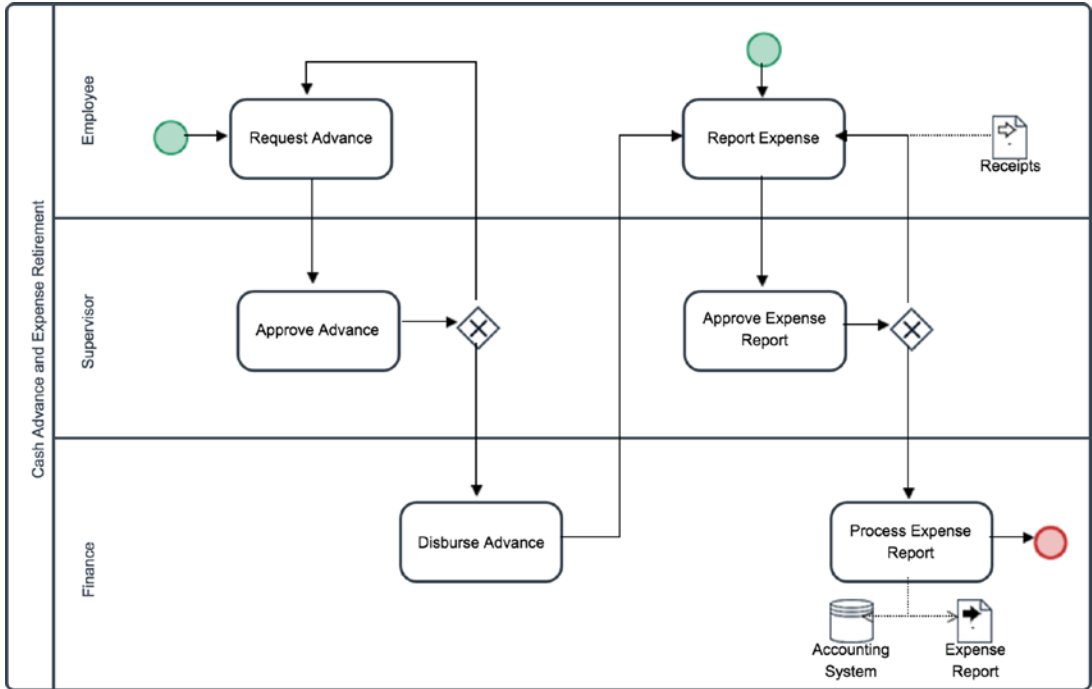 Cash Advance and Expense Retirement
Employee
Request Advance
Report Expense
Receipts
Supervisor
Approve Advance
Approve Expense
Report
Finance
Disburse Advance
Process Expense
Report
Accounting
System
Expense
Report